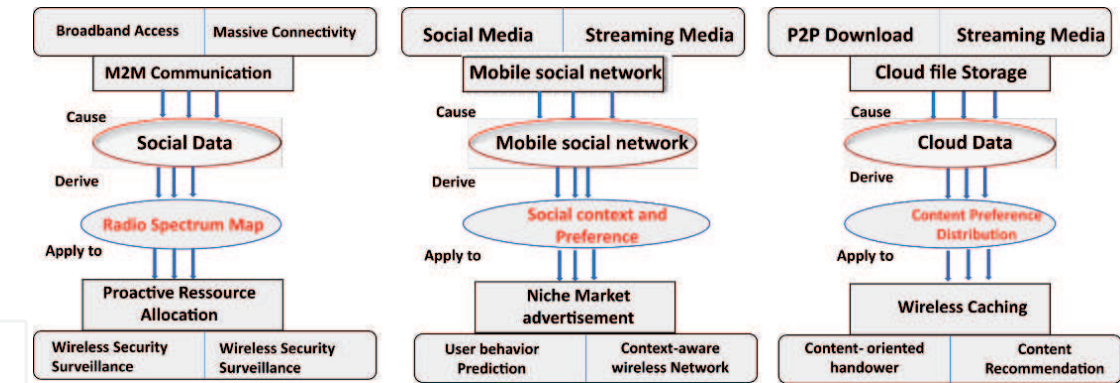 Broadband Access
Massive Connectivity
M2M Communication
Cause
Social Data
Derive
Radio Spectrum Map
Apply to
Proactive Ressource
Allocation
Wireless Security
Surveillance
Wireless Security
Surveillance
Social Media
Streaming Media
Mobile social network
Cause
Mobile social network
Derive
Social context and
Preference
Apply to
Niche Market
advertisement
User behavior
Prediction
Context-aware
wireless Network
P2P Download
Streaming Media
Cloud file Storage
Cause
Cloud Data
Derive
Content Preference
Distribution
Apply to
Wireless Caching
Content- oriented
handower
Content
Recommendation